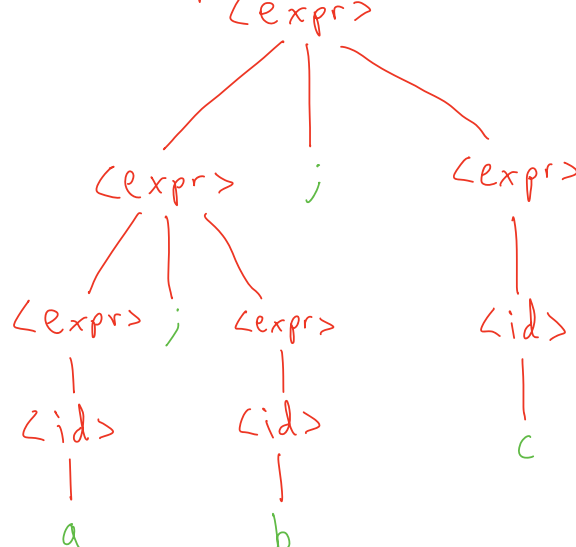 <expr>
<expr> ; <expr>
<expr> ; <expr> <id>
<id> <id> c
a b